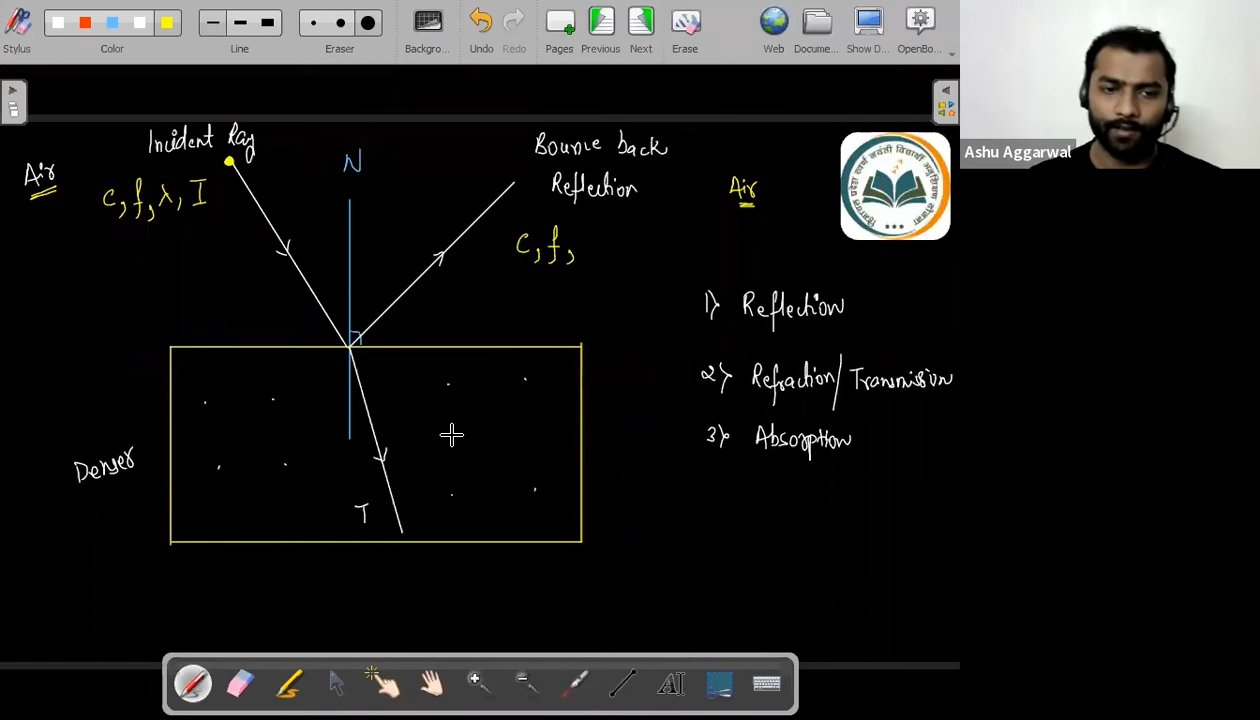 Stylus
Color
Line
Eraser
Backgro...
Undo
Redo
Pages
Previous
Next
Erase
Web
Docume...
Show D...
OpenBo...
Incident Ray
Air
c, f, λ, I
N
Bounce back
Reflection
c, f,
Air
Ashu Aggarwal
1) Reflection
2) Refraction/Transmission
3) Absorption
Denser
T
AI